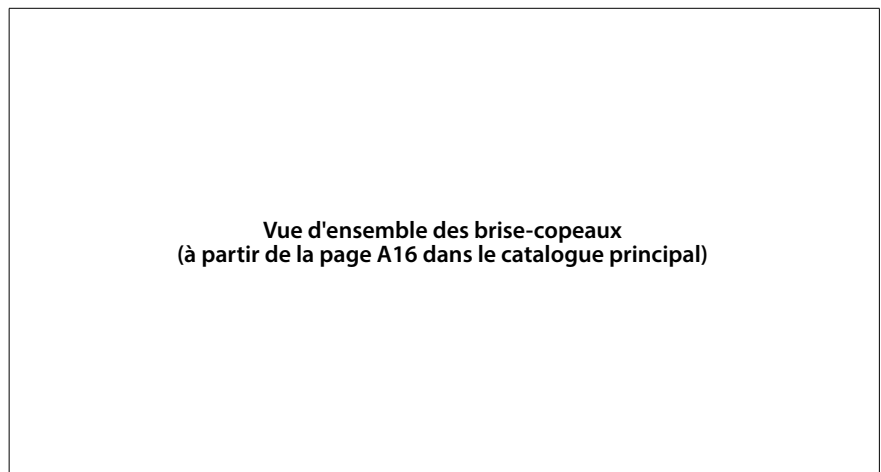 Vue d'ensemble des brise-copeaux
(à partir de la page A16 dans le catalogue principal)